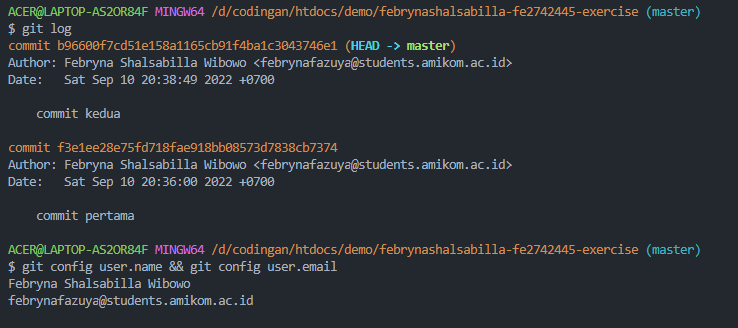 ACER@LAPTOP-AS2OR84F MINGW64 /d/codingan/htdocs/demo/febrynashalsabilla-fe2742445-exercise (master)
$ git log
commit b96600f7cd51e158a1165cb91f4ba1c3043746e1 (HEAD -> master)
Author: Febryna Shalsabilla Wibowo <febrynafazuya@students.amikom.ac.id>
Date:   Sat Sep 10 20:38:49 2022 +0700

    commit kedua

commit f3e1ee28e75fd718fae918bb08573d7838cb7374
Author: Febryna Shalsabilla Wibowo <febrynafazuya@students.amikom.ac.id>
Date:   Sat Sep 10 20:36:00 2022 +0700

    commit pertama

ACER@LAPTOP-AS2OR84F MINGW64 /d/codingan/htdocs/demo/febrynashalsabilla-fe2742445-exercise (master)
$ git config user.name && git config user.email
Febryna Shalsabilla Wibowo
febrynafazuya@students.amikom.ac.id